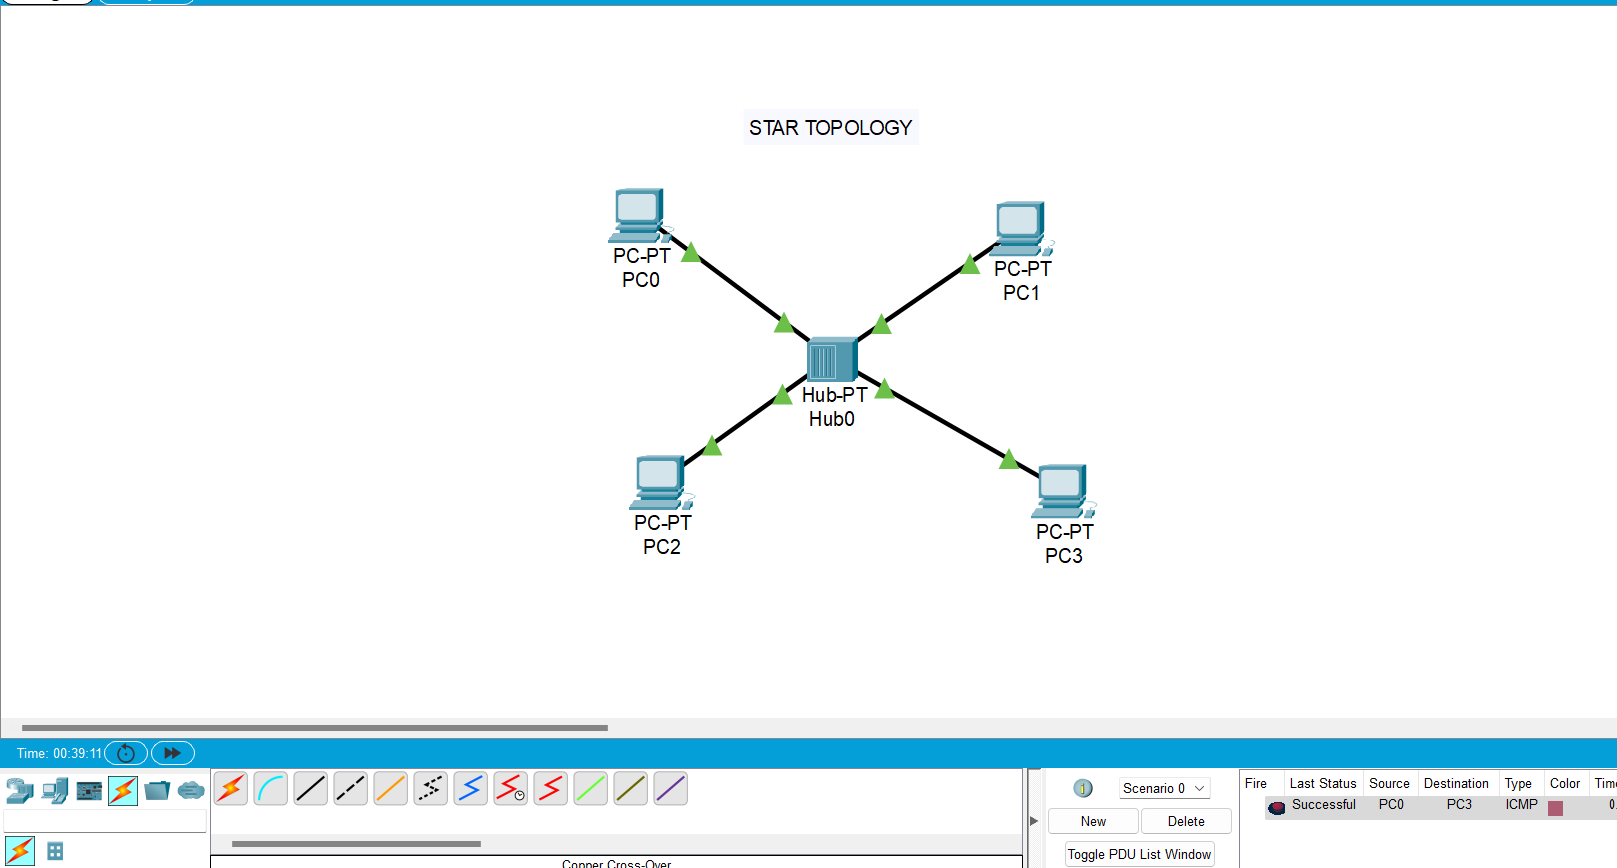 STAR TOPOLOGY
PC-PT
PC0
PC-PT
PC1
Hub-PT
Hub0
PC-PT
PC2
PC-PT
PC3
Time: 00:39:11
Scenario 0
New
Delete
Toggle PDU List Window
Fire Last Status Source Destination Type Color
Successful PC0 PC3 ICMP
Copper Cross-Over